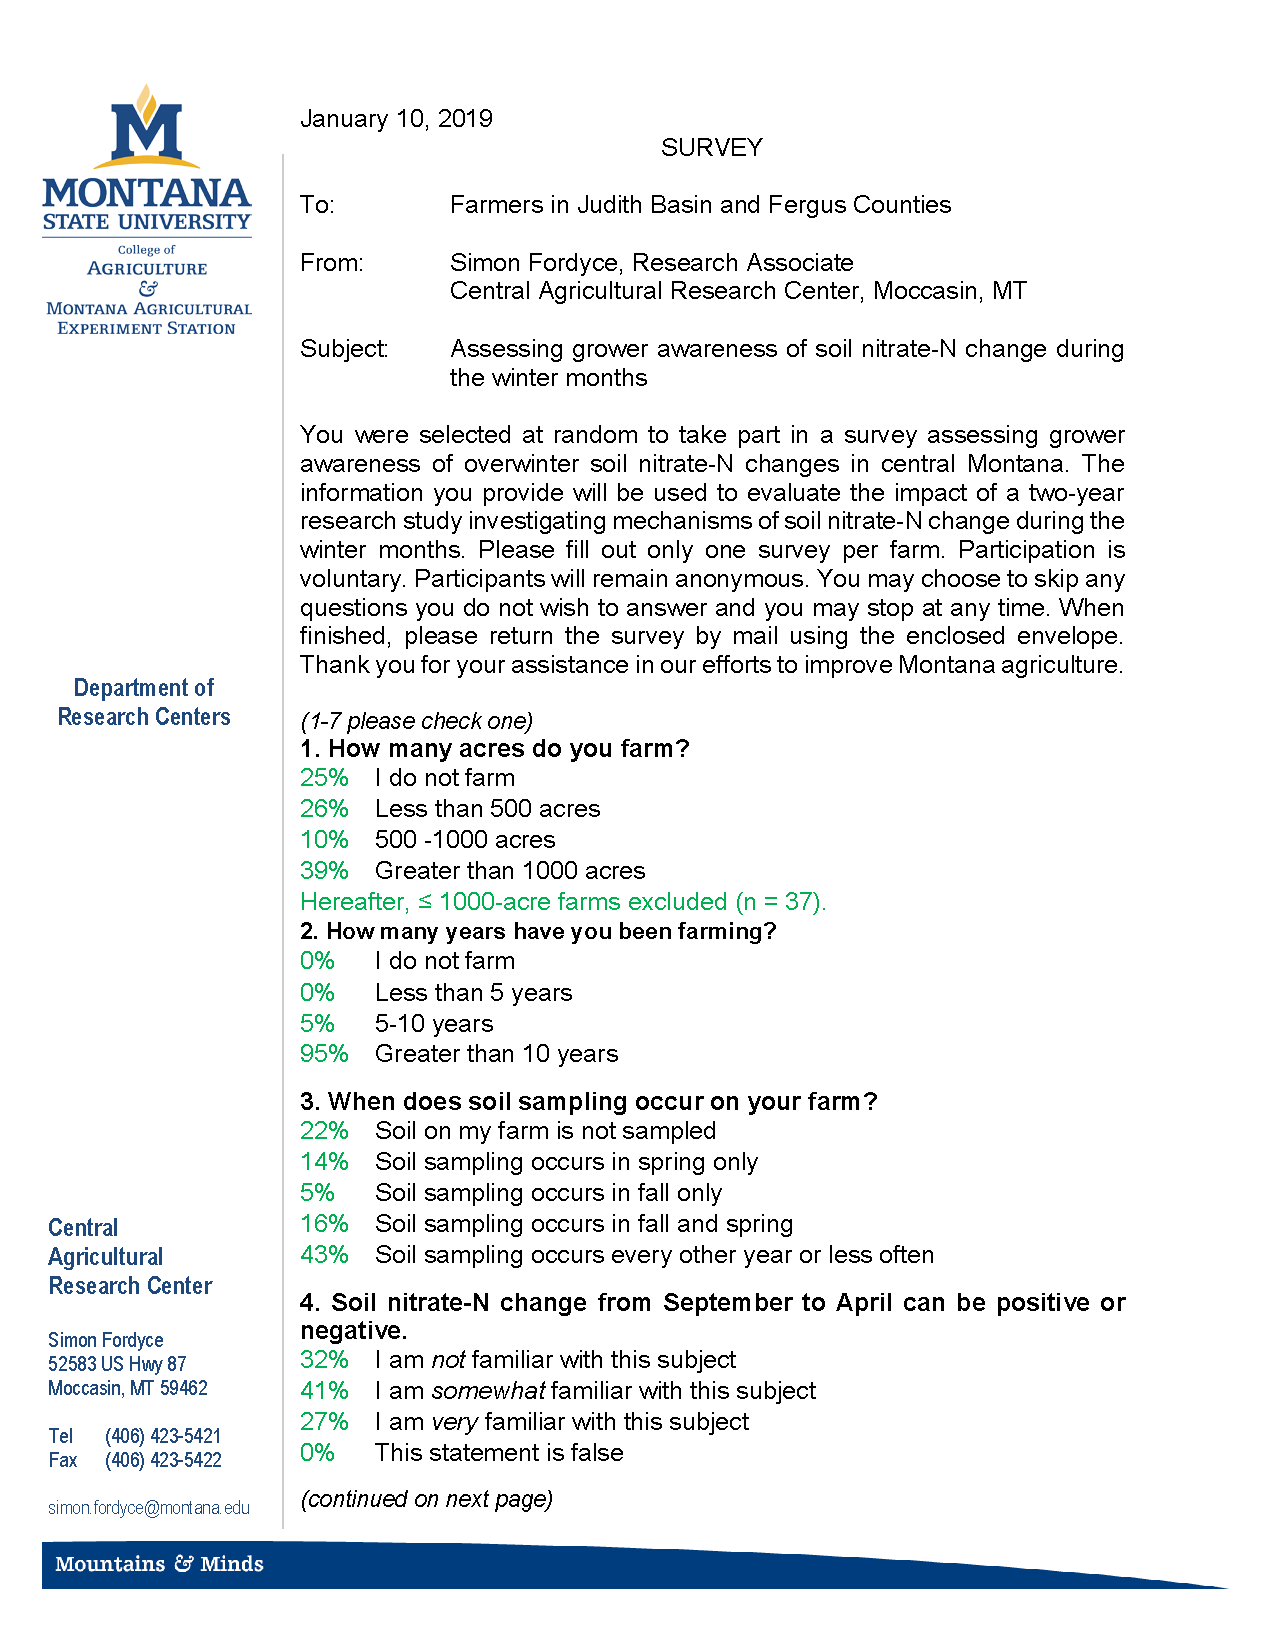 MONTANA
STATE UNIVERSITY
College of
AGRICULTURE
&
MONTANA AGRICULTURAL
EXPERIMENT STATION
January 10, 2019
SURVEY
To: Farmers in Judith Basin and Fergus Counties
From: Simon Fordyce, Research Associate
Central Agricultural Research Center, Moccasin, MT
Subject: Assessing grower awareness of soil nitrate-N change during
the winter months
You were selected at random to take part in a survey assessing grower
awareness of overwinter soil nitrate-N changes in central Montana. The
information you provide will be used to evaluate the impact of a two-year
research study investigating mechanisms of soil nitrate-N change during the
winter months. Please fill out only one survey per farm. Participation is
voluntary. Participants will remain anonymous. You may choose to skip any
questions you do not wish to answer and you may stop at any time. When
finished, please return the survey by mail using the enclosed envelope.
Thank you for your assistance in our efforts to improve Montana agriculture.
Department of
Research Centers
(1-7 please check one)
1. How many acres do you farm?
25% I do not farm
26% Less than 500 acres
10% 500 -1000 acres
39% Greater than 1000 acres
Hereafter, ≤ 1000-acre farms excluded (n = 37).
2. How many years have you been farming?
0% I do not farm
0% Less than 5 years
5% 5-10 years
95% Greater than 10 years
3. When does soil sampling occur on your farm?
22% Soil on my farm is not sampled
14% Soil sampling occurs in spring only
5% Soil sampling occurs in fall only
16% Soil sampling occurs in fall and spring
43% Soil sampling occurs every other year or less often
4. Soil nitrate-N change from September to April can be positive or
negative.
32% I am not familiar with this subject
41% I am somewhat familiar with this subject
27% I am very familiar with this subject
0% This statement is false
(continued on next page)
Central
Agricultural
Research Center
Simon Fordyce
52583 US Hwy 87
Moccasin, MT 59462
Tel (406) 423-5421
Fax (406) 423-5422
simon.fordyce@montana.edu
Mountains & Minds